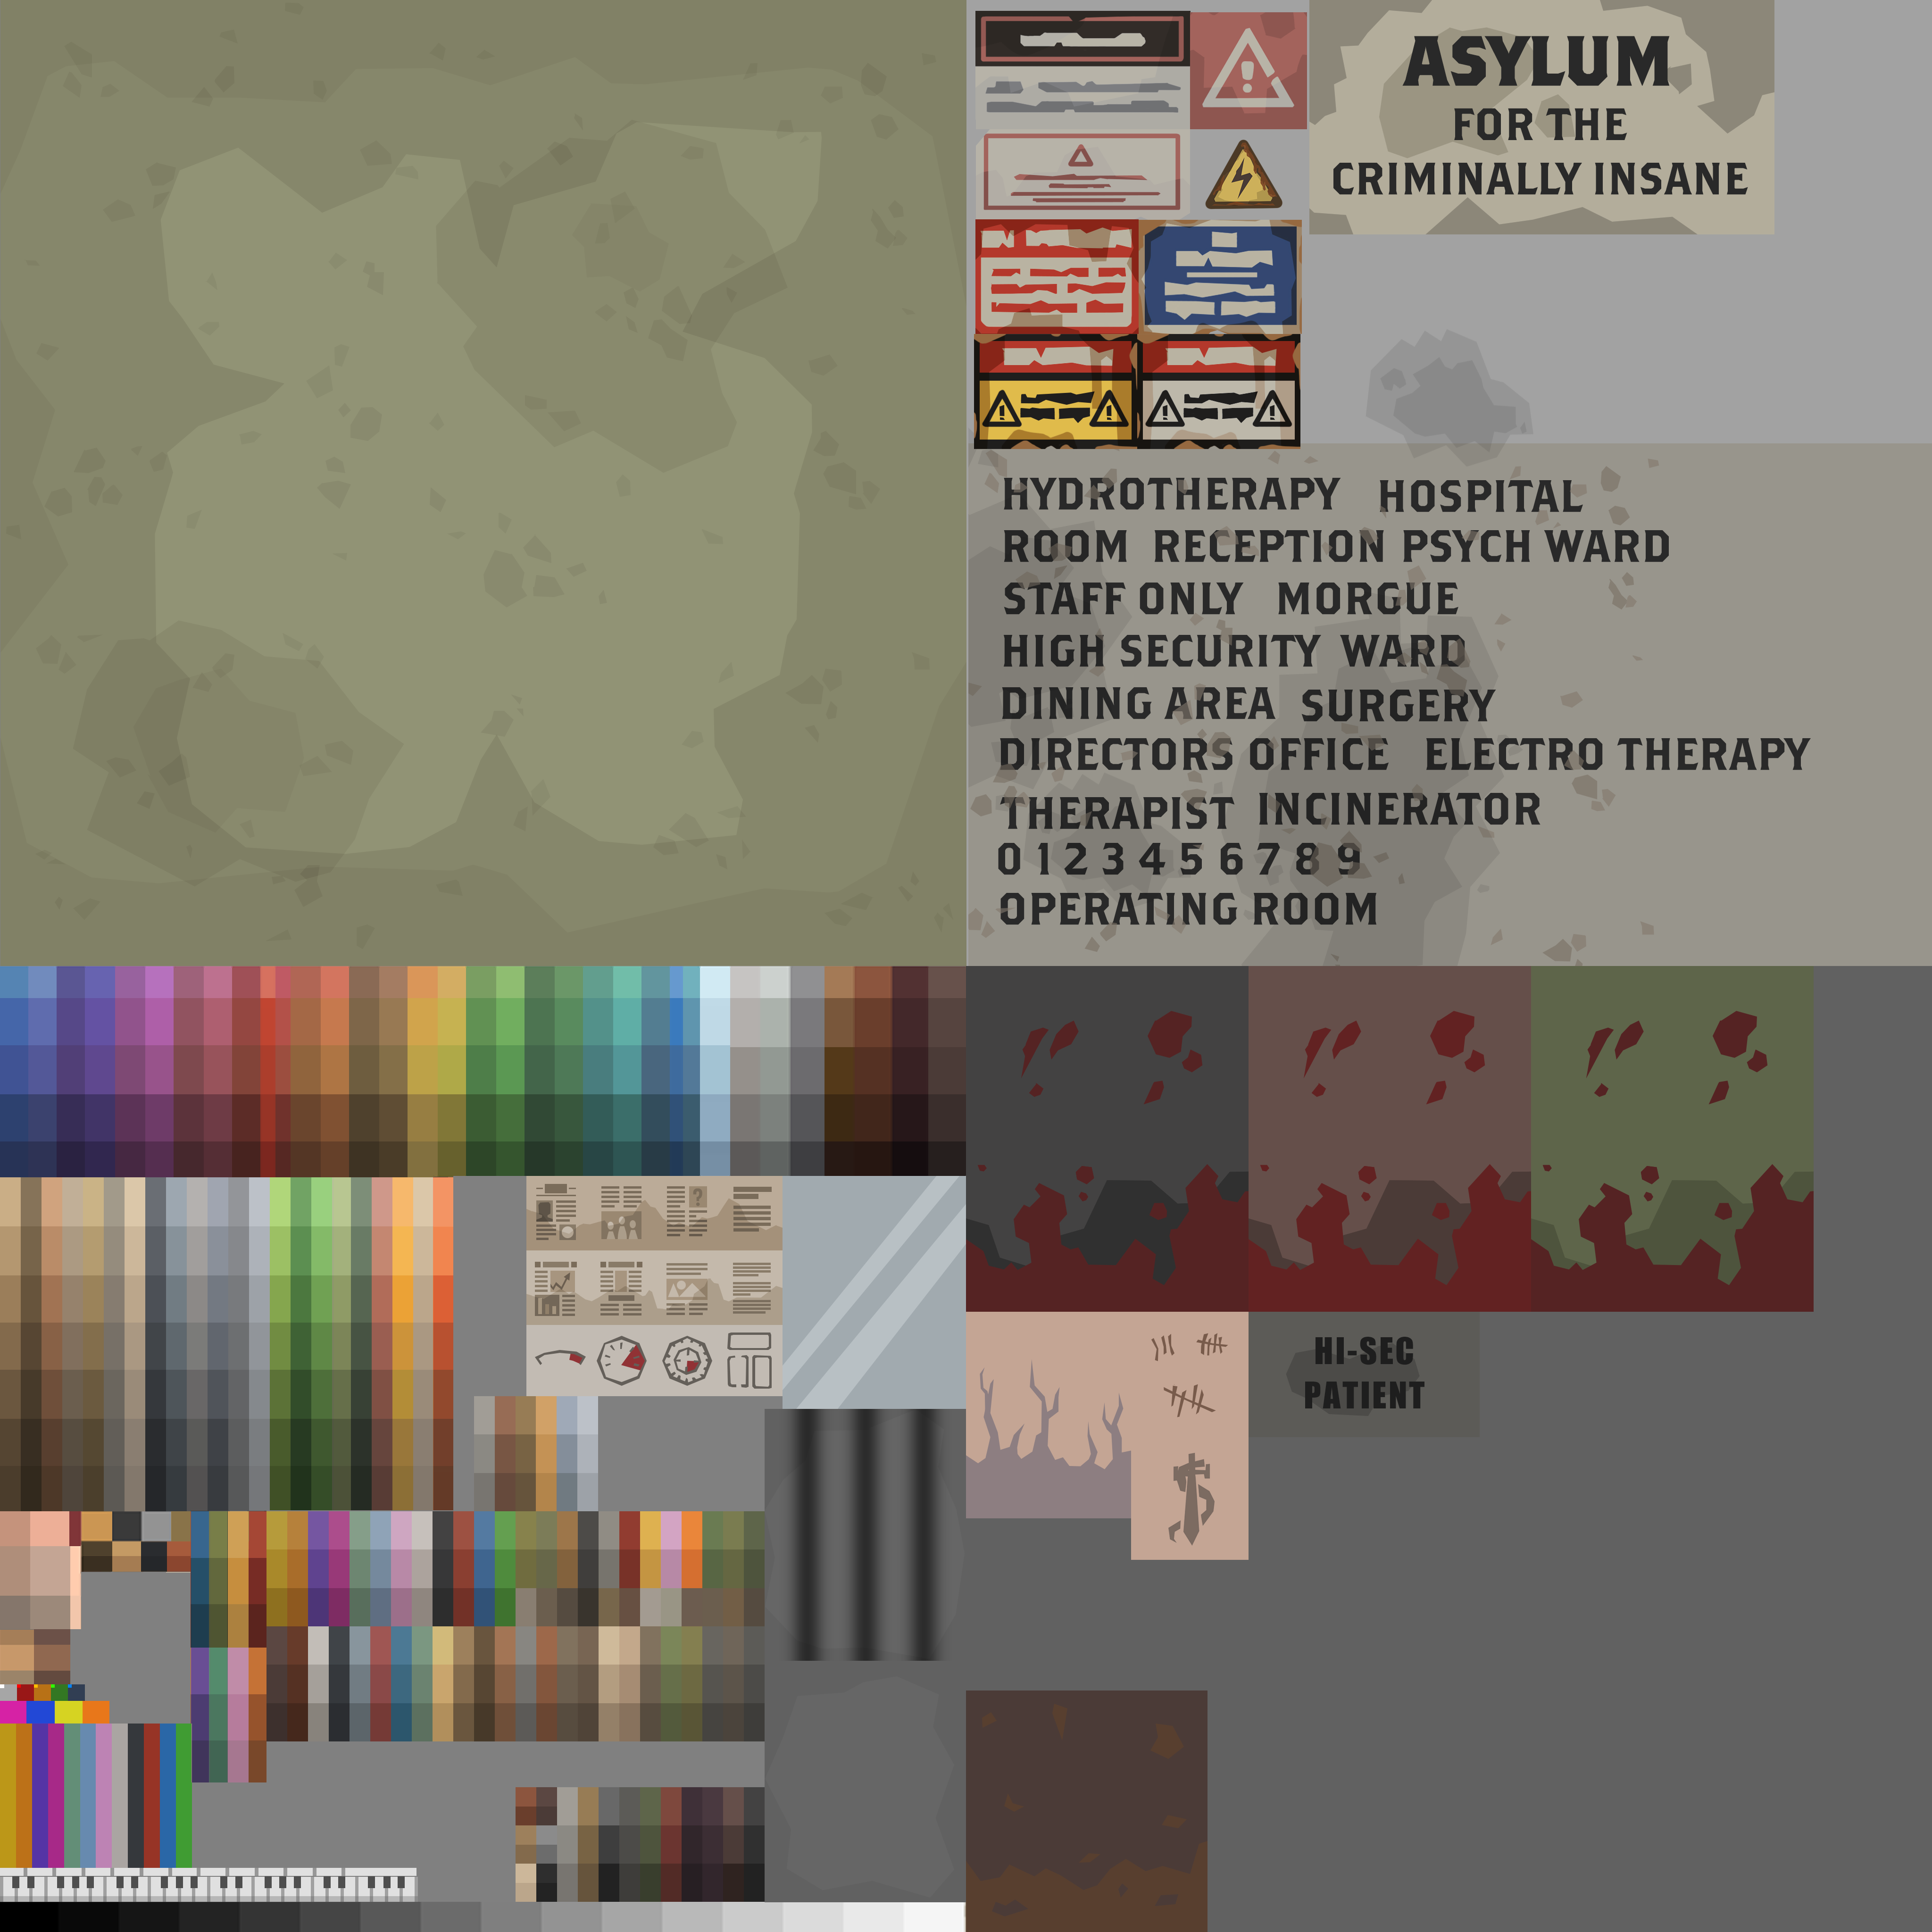 ASYLUM
FOR THE
CRIMINALLY INSANE
HYDROTHERAPY HOSPITAL
ROOM RECEPTION PSYCH WARD
STAFF ONLY MORGUE
HIGH SECURITY WARD
DINING AREA SURGERY
DIRECTORS OFFICE ELECTRO THERAPY
THERAPIST INCINERATOR
0 1 2 3 4 5 6 7 8 9
OPERATING ROOM
?
HI-SEC
PATIENT